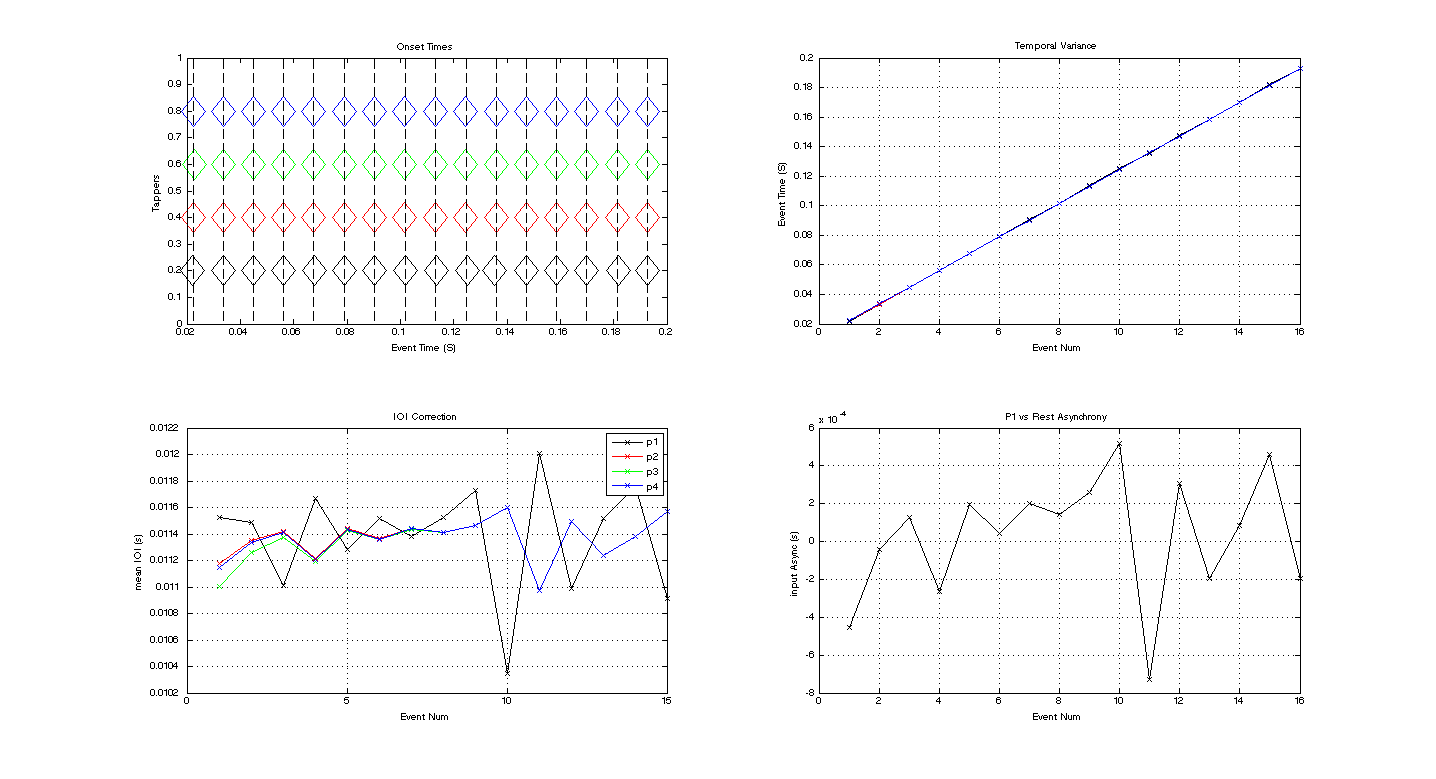 Onset Times
1
0.9
0.8
0.7
0.6
0.5
0.4
0.3
0.2
0.1
0
Tappers
0.02 0.04 0.06 0.08 0.1 0.12 0.14 0.16 0.18 0.2
Event Time (S)
Temporal Variance
0.2
0.18
0.16
0.14
0.12
0.1
0.08
0.06
0.04
0.02
Event Time (S)
0 2 4 6 8 10 12 14 16
Event Num
IOI Correction
0.0122
0.012
0.0118
0.0116
0.0114
0.0112
0.011
0.0108
0.0106
0.0104
0.0102
mean IOI (s)
p1
p2
p3
p4
0 5 10 15
Event Num
P1 vs Rest Asynchrony
x 10-4
6
4
2
0
-2
-4
-6
-8
input Async (s)
0 2 4 6 8 10 12 14 16
Event Num